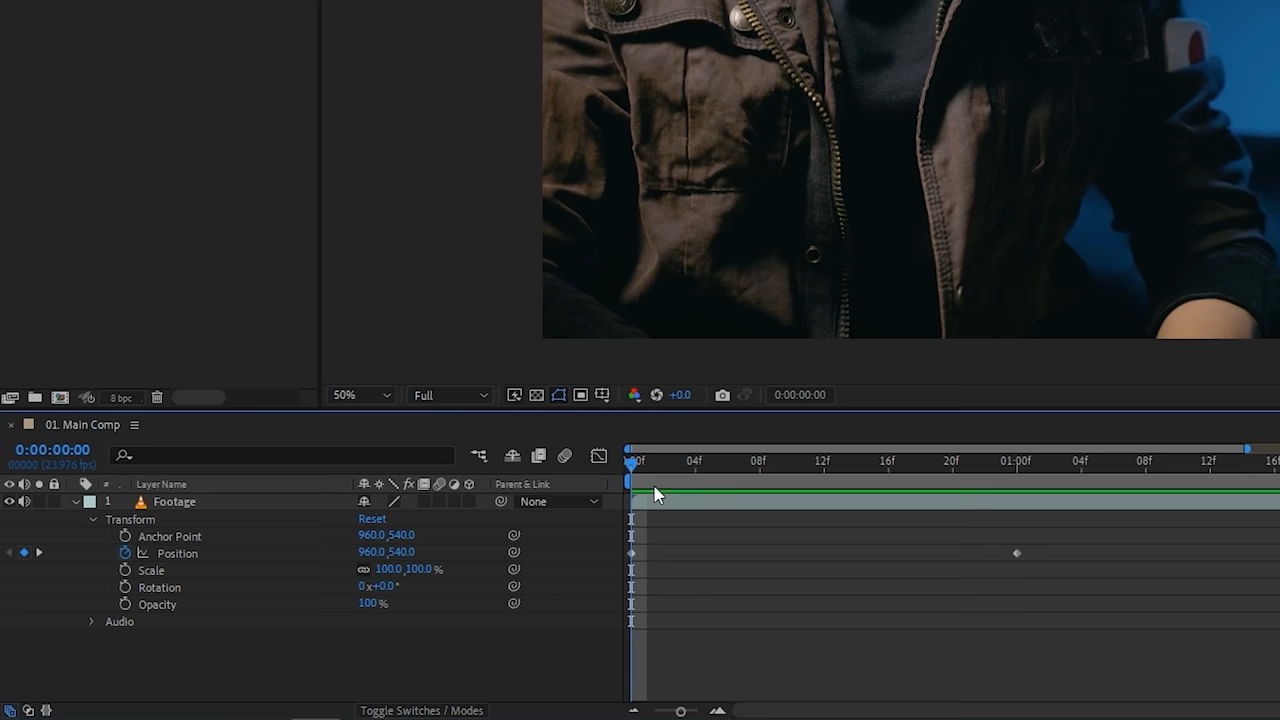 8 bpc
50%
Full
+0.0
0:00:00:00
01. Main Comp
0:00:00:00
00000 (23.976 fps)
:00f 04f 08f 12f 16f 20f 01:00f 04f 08f 12f 16f
# Layer Name
fx
Parent & Link
1 Footage
None
Transform
Reset
Anchor Point
960.0,540.0
Position
960.0,540.0
Scale
100.0,100.0 %
Rotation
0 x+0.0 °
Opacity
100 %
Audio
Toggle Switches / Modes